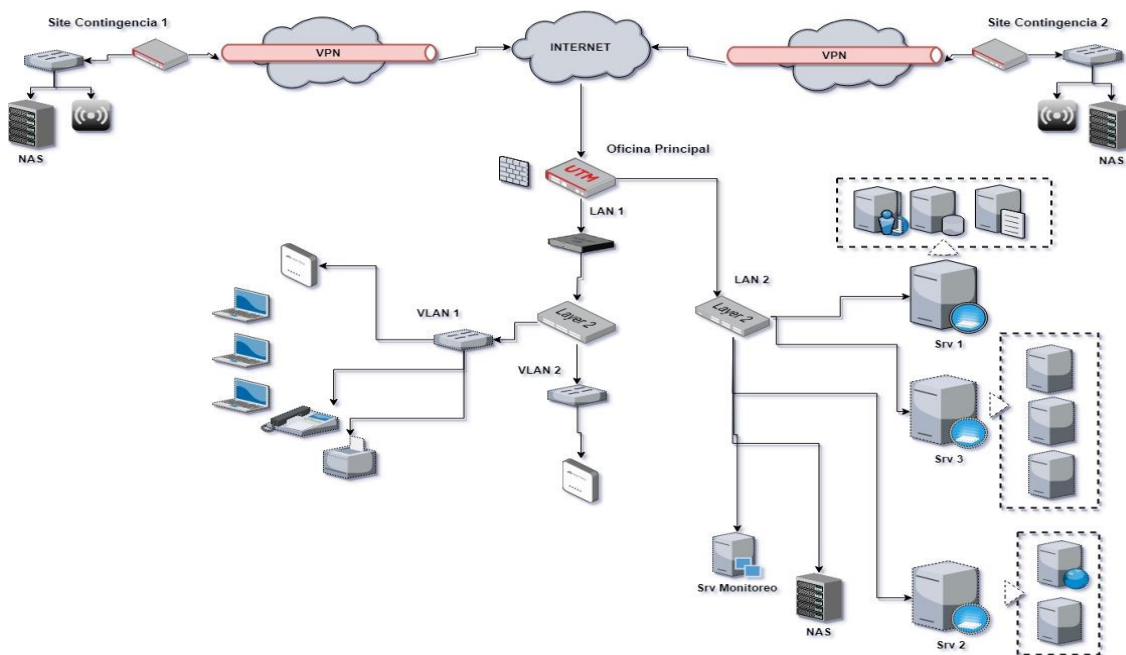 Site Contingencia 1
Site Contingencia 2
VPN
INTERNET
VPN
NAS
NAS
Oficina Principal
UTM
LAN 1
LAN 2
Layer 2
Layer 2
VLAN 1
Srv 1
VLAN 2
Srv 3
Srv Monitoreo
NAS
Srv 2